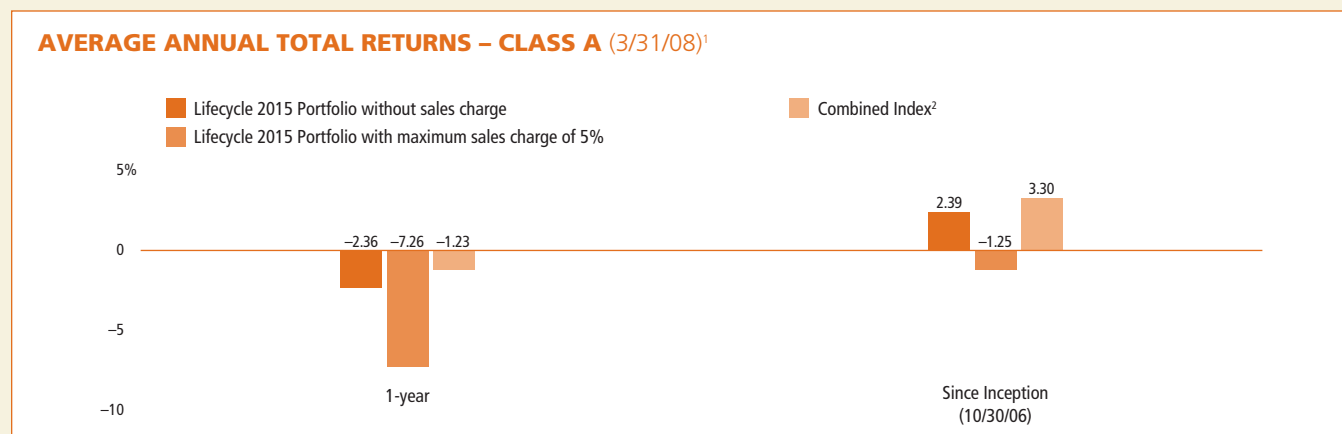 AVERAGE ANNUAL TOTAL RETURNS – CLASS A (3/31/08)¹
Lifecycle 2015 Portfolio without sales charge
Combined Index²
Lifecycle 2015 Portfolio with maximum sales charge of 5%
5%
3.30
2.39
0
–2.36
–7.26
–1.23
–1.25
–5
1-year
Since Inception
(10/30/06)
–10